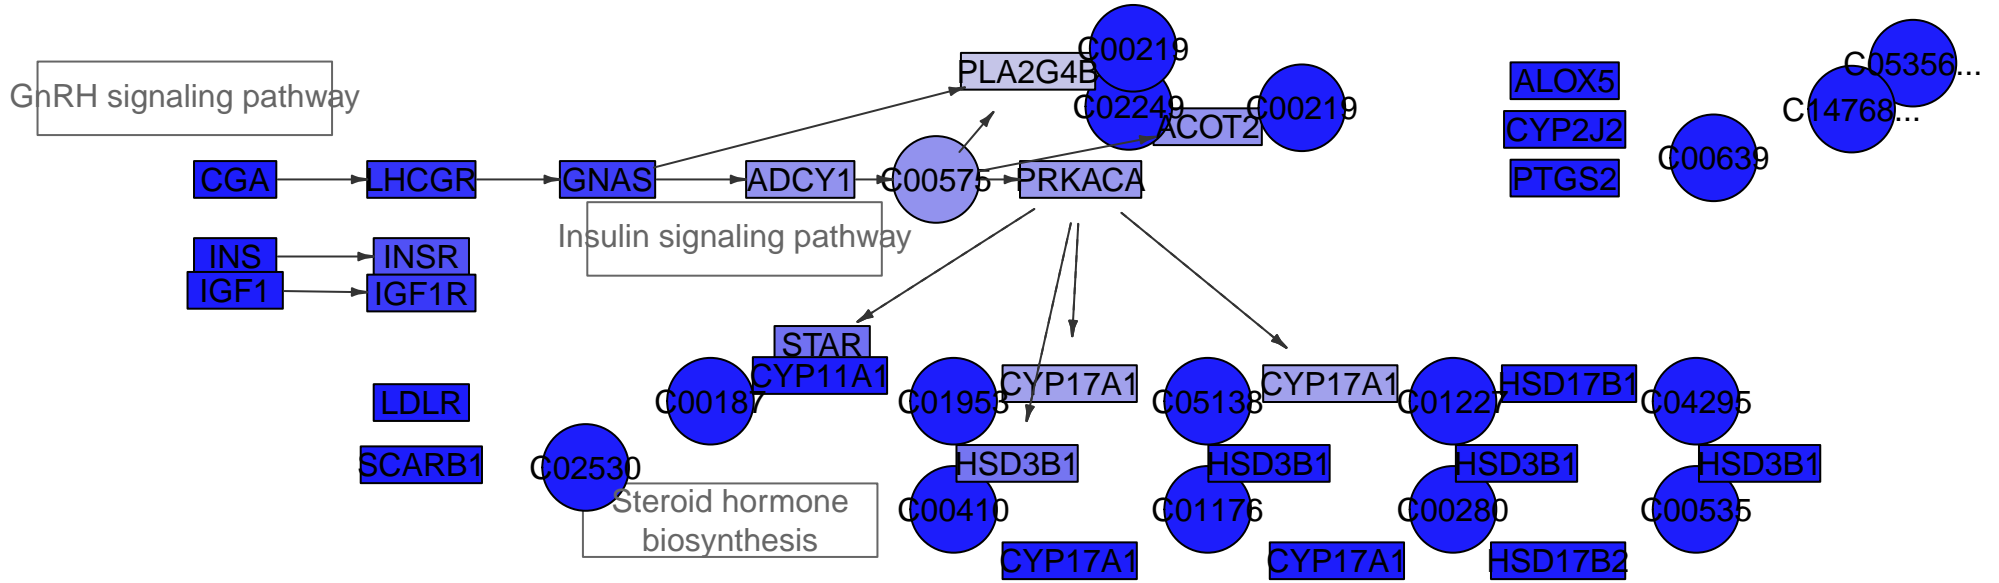 C00219
C05356...
PLA2G4B
ALOX5
GnRH signaling pathway
C02249
C00219
C14768...
ACOT2
CYP2J2
C00639
CGA
LHCGR
GNAS
ADCY1
C00575
PRKACA
PTGS2
Insulin signaling pathway
INS
INSR
IGF1
IGF1R
STAR
CYP11A1
CYP17A1
CYP17A1
HSD17B1
LDLR
C00187
C01953
C05138
C01227
C04295
SCARB1
C02530
HSD3B1
HSD3B1
HSD3B1
HSD3B1
Steroid hormone
biosynthesis
C00410
C01176
C00280
C00535
CYP17A1
CYP17A1
HSD17B2